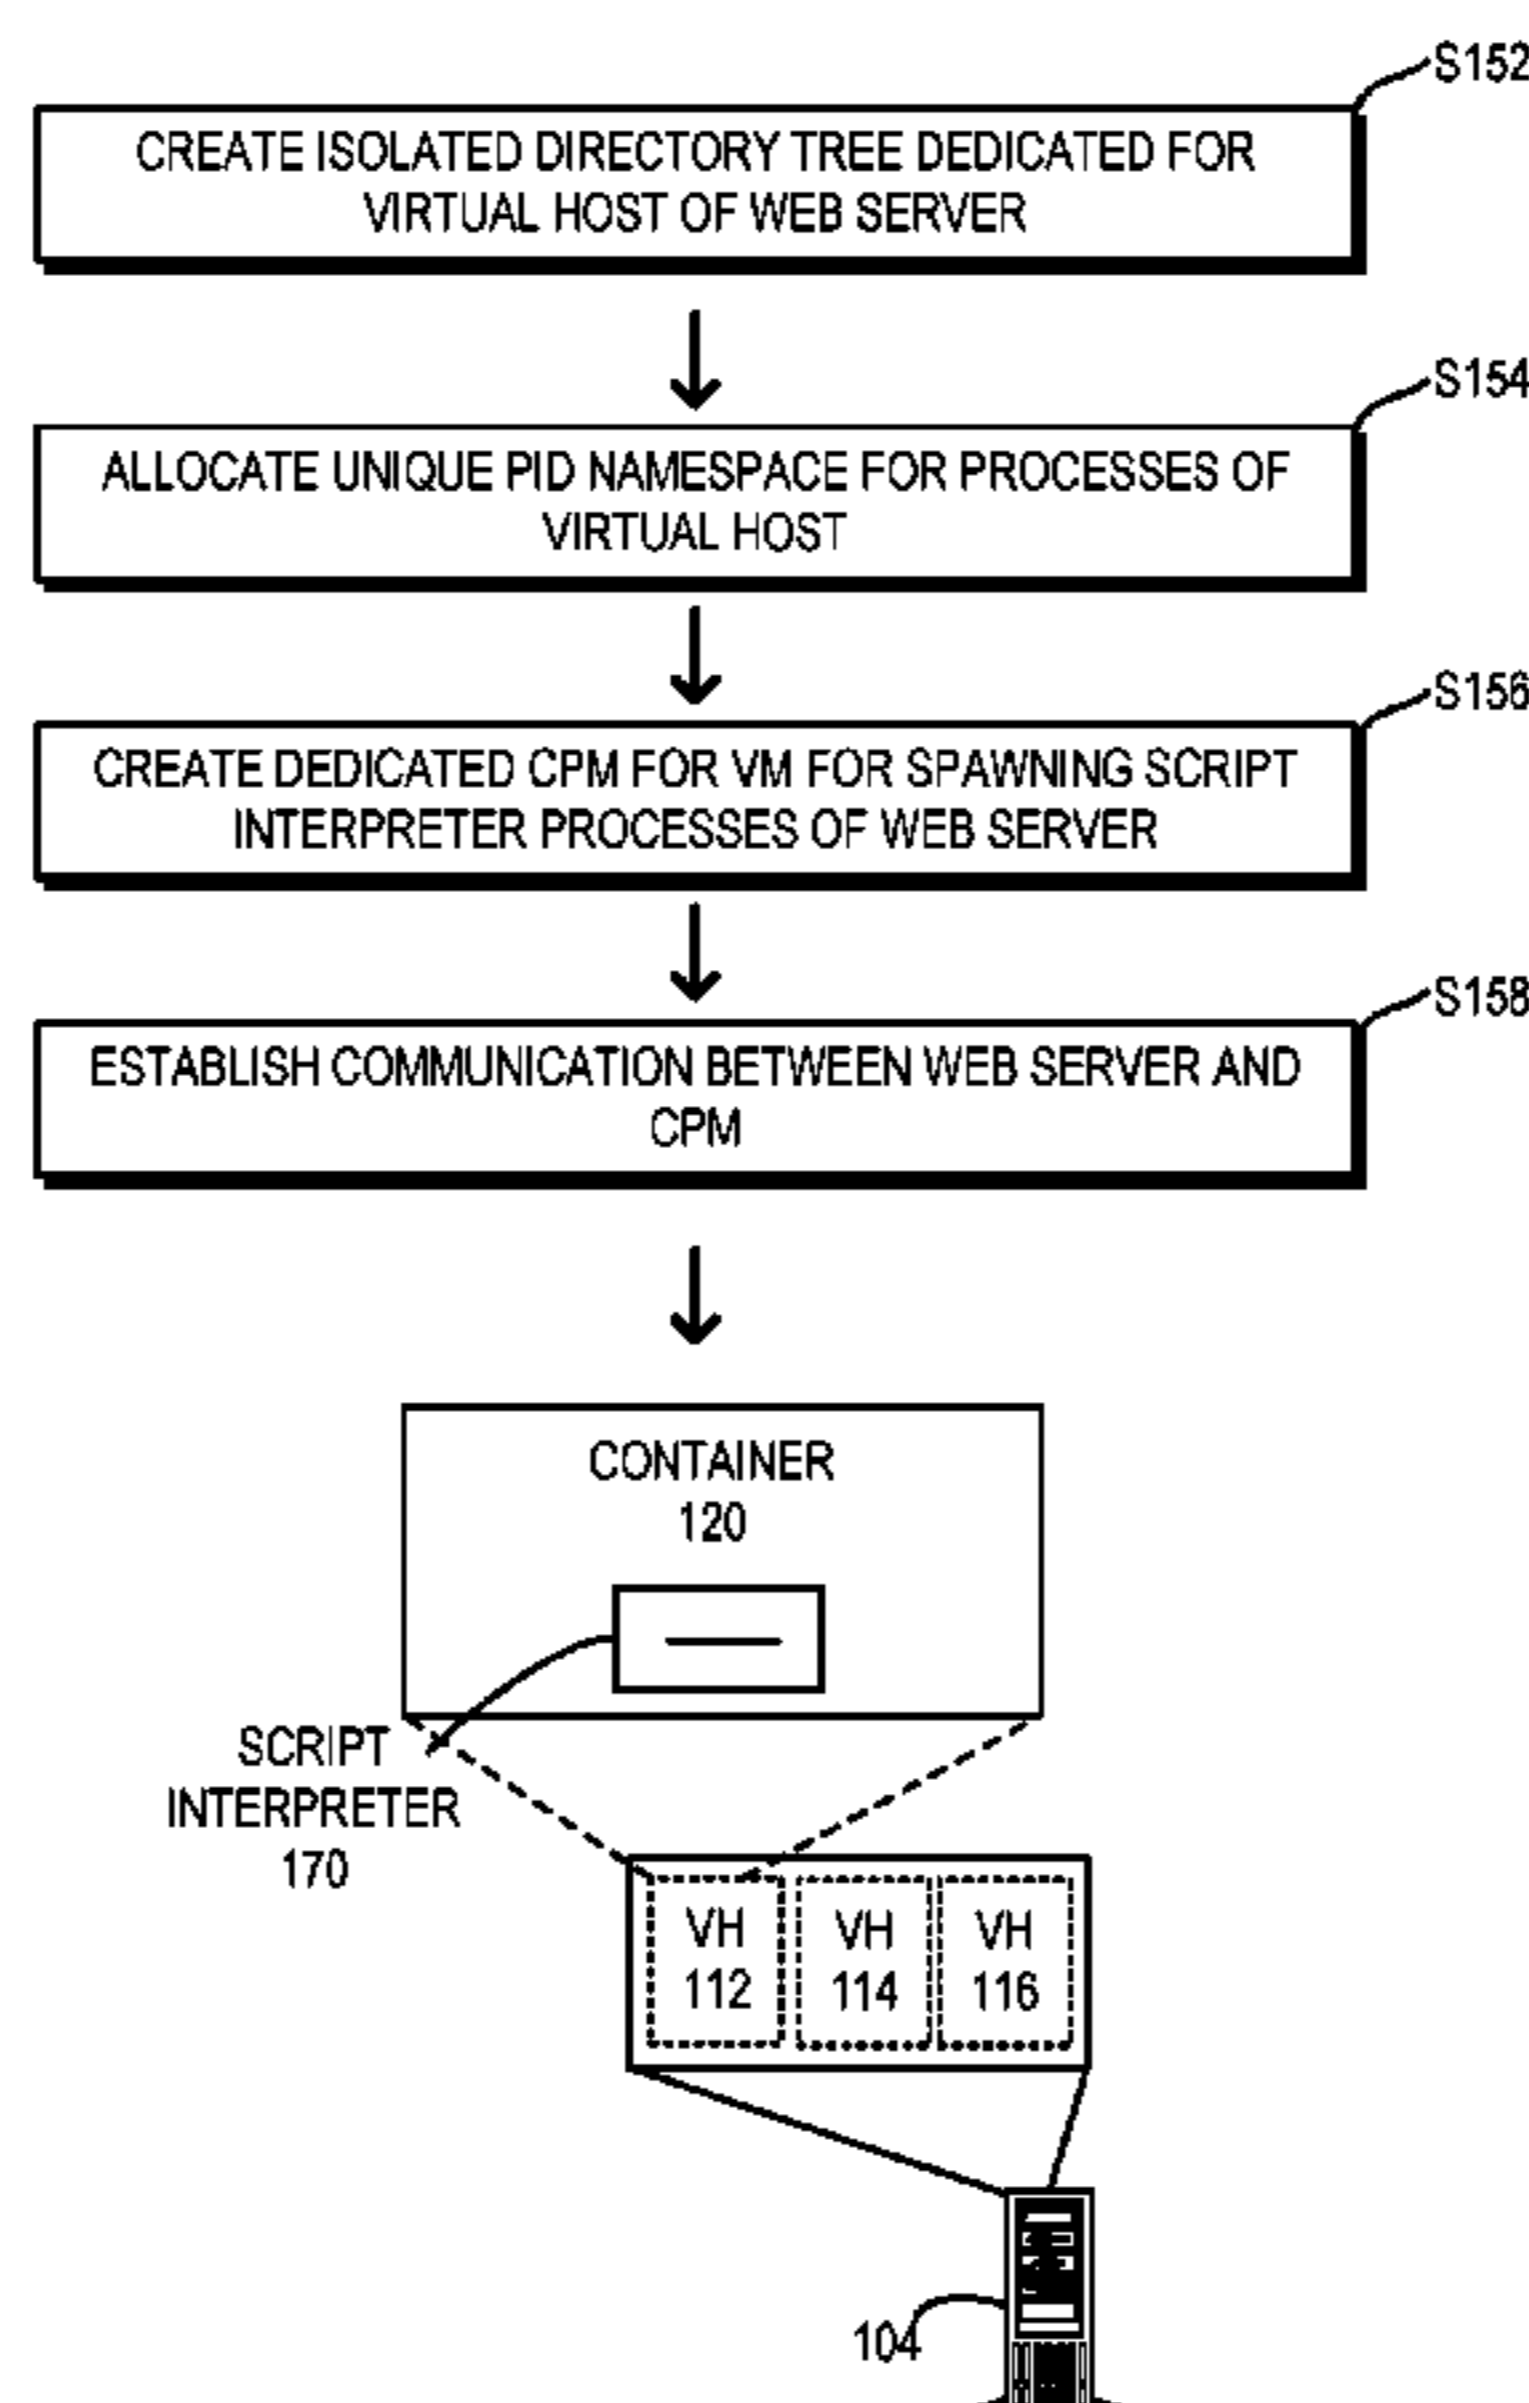 S152
CREATE ISOLATED DIRECTORY TREE DEDICATED FOR
VIRTUAL HOST OF WEB SERVER
S154
ALLOCATE UNIQUE PID NAMESPACE FOR PROCESSES OF
VIRTUAL HOST
S156
CREATE DEDICATED CPM FOR VM FOR SPAWNING SCRIPT
INTERPRETER PROCESSES OF WEB SERVER
S158
ESTABLISH COMMUNICATION BETWEEN WEB SERVER AND
CPM
CONTAINER
120
SCRIPT
INTERPRETER
170
VH
112
VH
114
VH
116
104